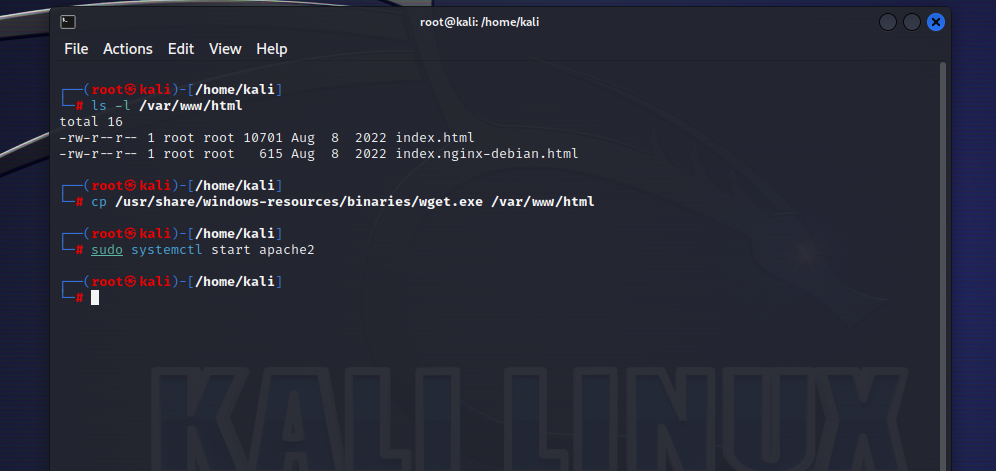 root@kali: /home/kali
File Actions Edit View Help
┌──(root㉿kali)-[/home/kali]
└─# ls -l /var/www/html
total 16
-rw-r--r-- 1 root root 10701 Aug  8  2022 index.html
-rw-r--r-- 1 root root   615 Aug  8  2022 index.nginx-debian.html
┌──(root㉿kali)-[/home/kali]
└─# cp /usr/share/windows-resources/binaries/wget.exe /var/www/html
┌──(root㉿kali)-[/home/kali]
└─# sudo systemctl start apache2
┌──(root㉿kali)-[/home/kali]
└─#
KALI LINUX